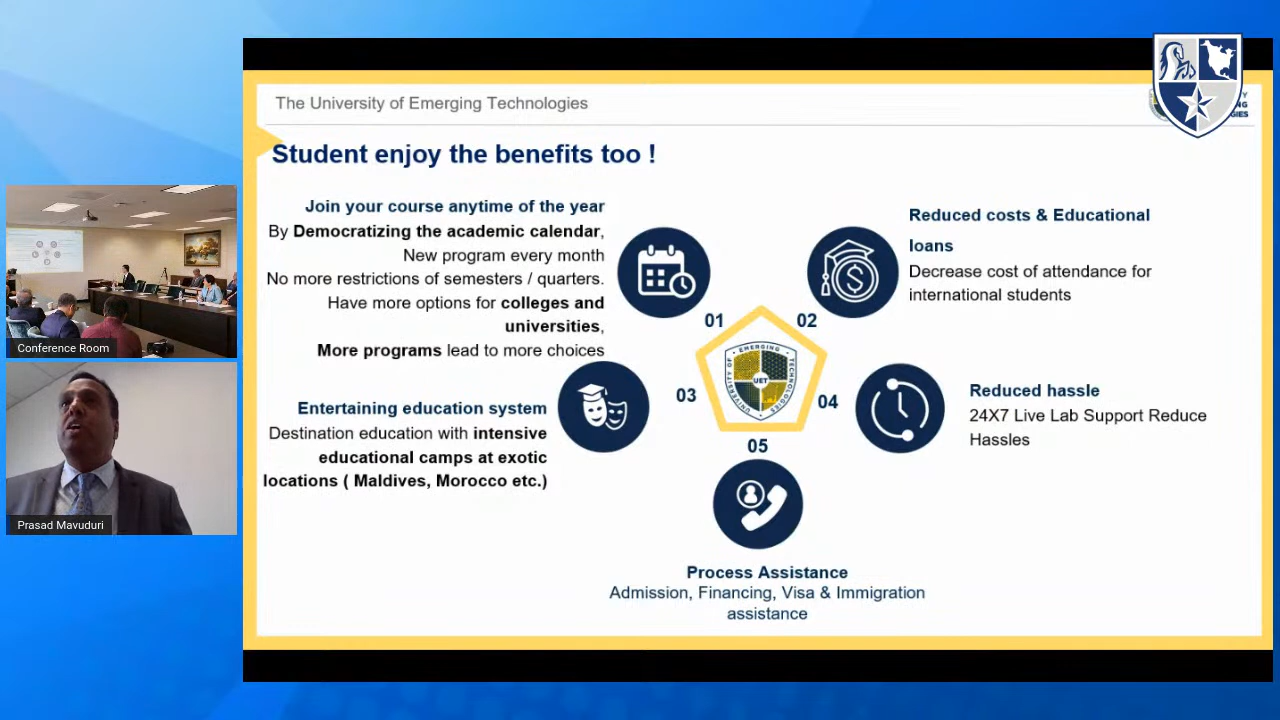 The University of Emerging Technologies
Student enjoy the benefits too !
Join your course anytime of the year
By Democratizing the academic calendar,
New program every month
No more restrictions of semesters / quarters.
Have more options for colleges and
universities,
More programs lead to more choices
01
Reduced costs & Educational
loans
Decrease cost of attendance for
international students
02
Entertaining education system
Destination education with intensive
educational camps at exotic
locations ( Maldives, Morocco etc.)
03
UNIVERSITY OF EMERGING TECHNOLOGIES
UET
04
Reduced hassle
24X7 Live Lab Support Reduce
Hassles
05
Process Assistance
Admission, Financing, Visa & Immigration
assistance
Conference Room
Prasad Mavuduri